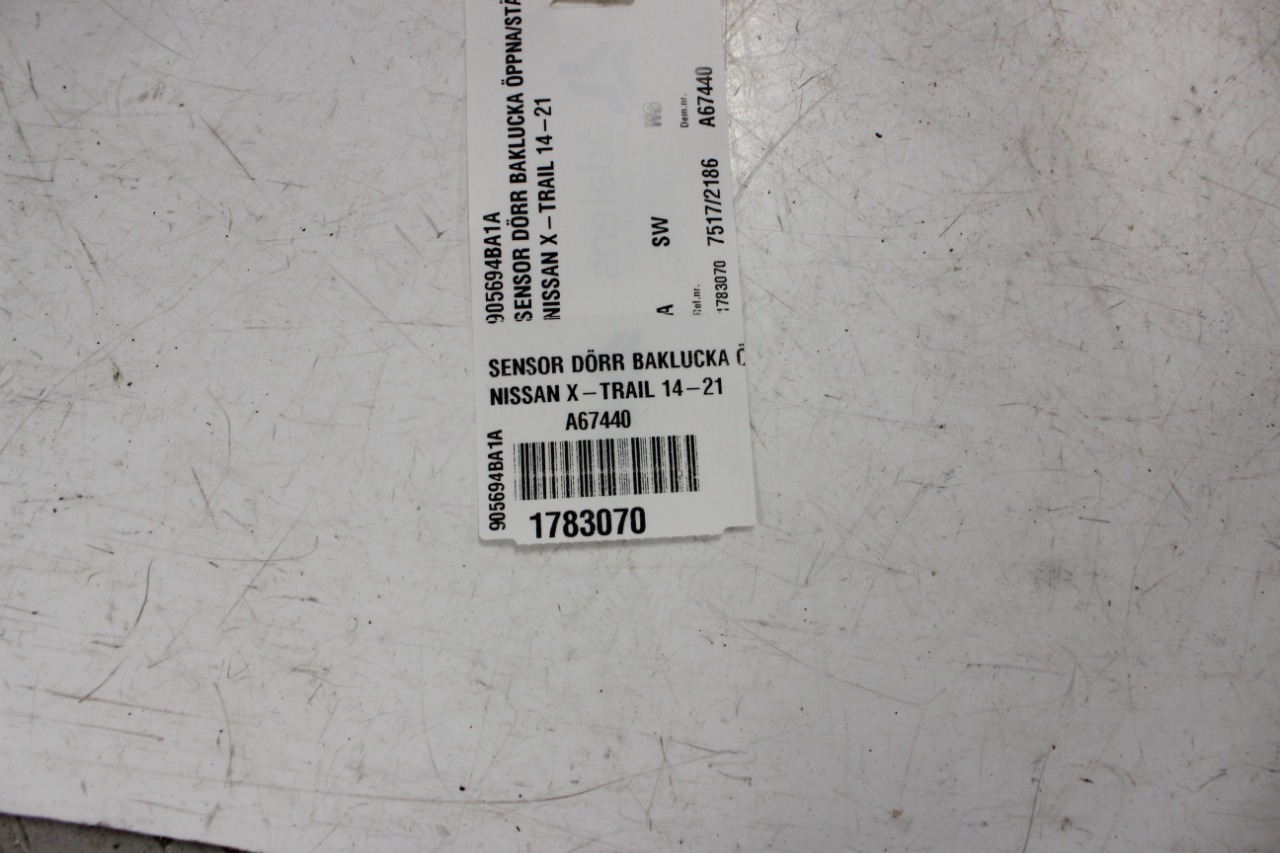 905694BA1A
SENSOR DÖRR BAKLUCKA ÖPPNA/STÄ
NISSAN X-TRAIL 14-21
A SW
Ref.nr. Dem.nr.
1783070 7517/2186 A67440
SENSOR DÖRR BAKLUCKA Ö
NISSAN X-TRAIL 14-21
A67440
905694BA1A
1783070